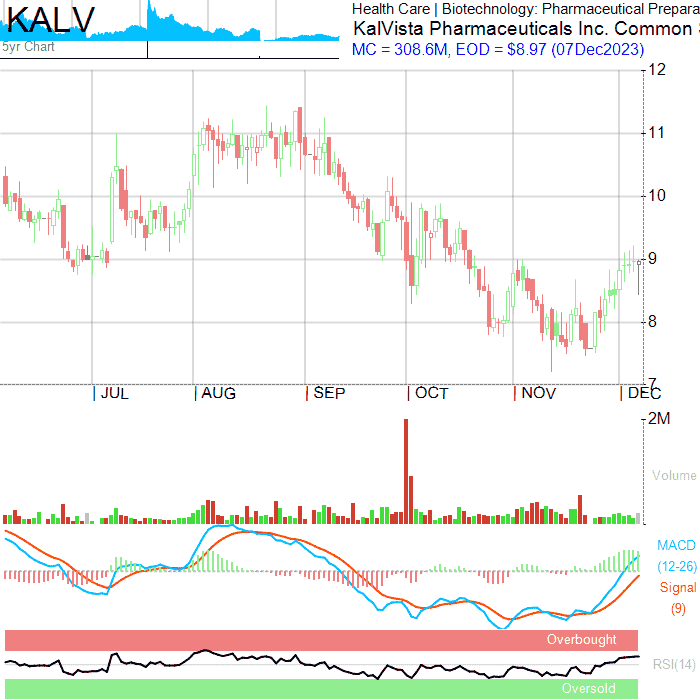 KALV
5yr Chart
Health Care | Biotechnology: Pharmaceutical Prepara
KalVista Pharmaceuticals Inc. Common
MC = 308.6M, EOD = $8.97 (07Dec2023)
12
11
10
9
8
7
JUL AUG SEP OCT NOV DEC
2M
Volume
MACD
(12-26)
Signal
(9)
Overbought
RSI(14)
Oversold